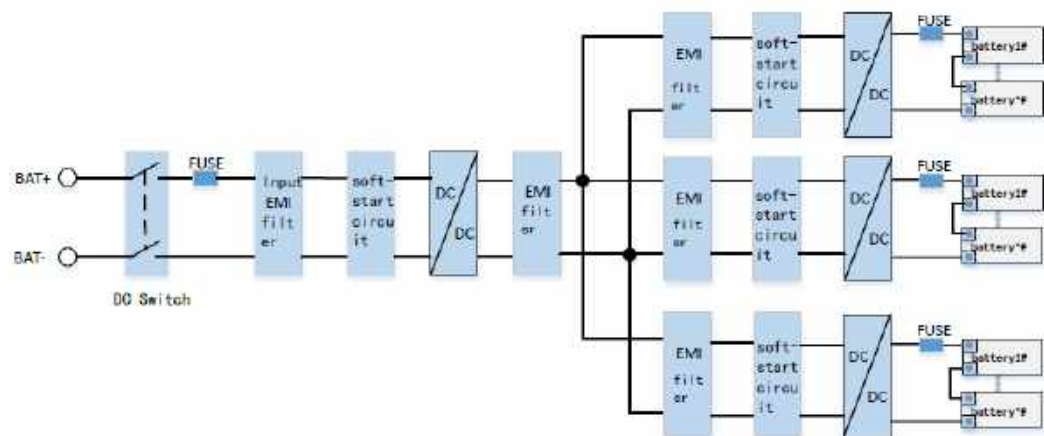 BAT+
BAT-
DC Switch
FUSE
Input
EMI
filt
er
soft-
start
circu
it
DC
DC
EMI
filt
er
EMI
filt
er
soft-
start
circu
it
DC
DC
FUSE
battery1#
battery*#
EMI
filt
er
soft-
start
circu
it
DC
DC
FUSE
battery1#
battery*#
EMI
filt
er
soft-
start
circu
it
DC
DC
FUSE
battery1#
battery*#